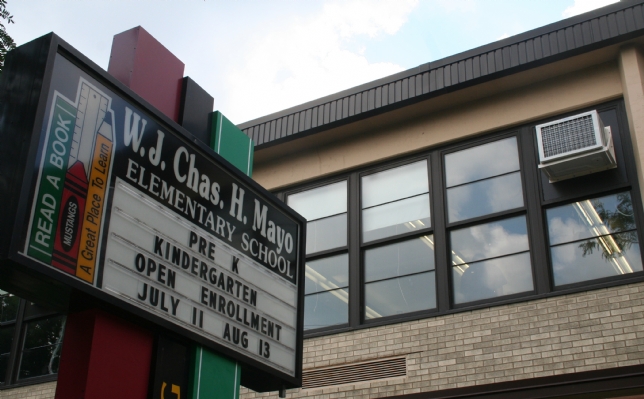 READ A BOOK!
MUSTANGS
A Great Place To Learn
W.J. Chas. H. Mayo
ELEMENTARY SCHOOL
PRE K
KINDERGARTEN
OPEN ENROLLMENT
JULY 11 AUG 13